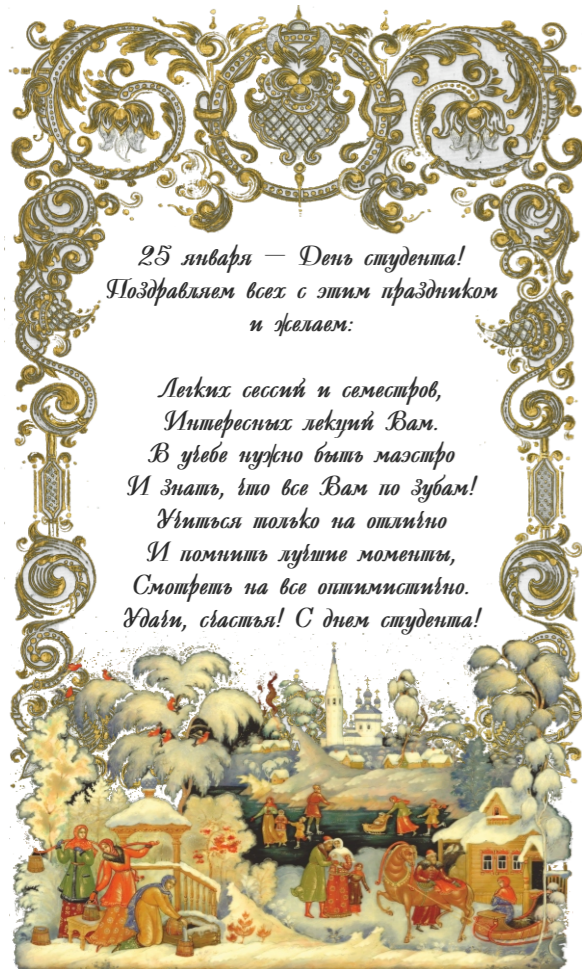 25 января — День студента!
Поздравляем всех с этим праздником
и желаем:
Легких сессий и семестров,
Интересных лекций Вам.
В учебе нужно быть маэстро
И знать, что все Вам по зубам!
Учиться только на отлично
И помнить лучшие моменты,
Смотреть на все оптимистично.
Удачи, счастья! С днем студента!